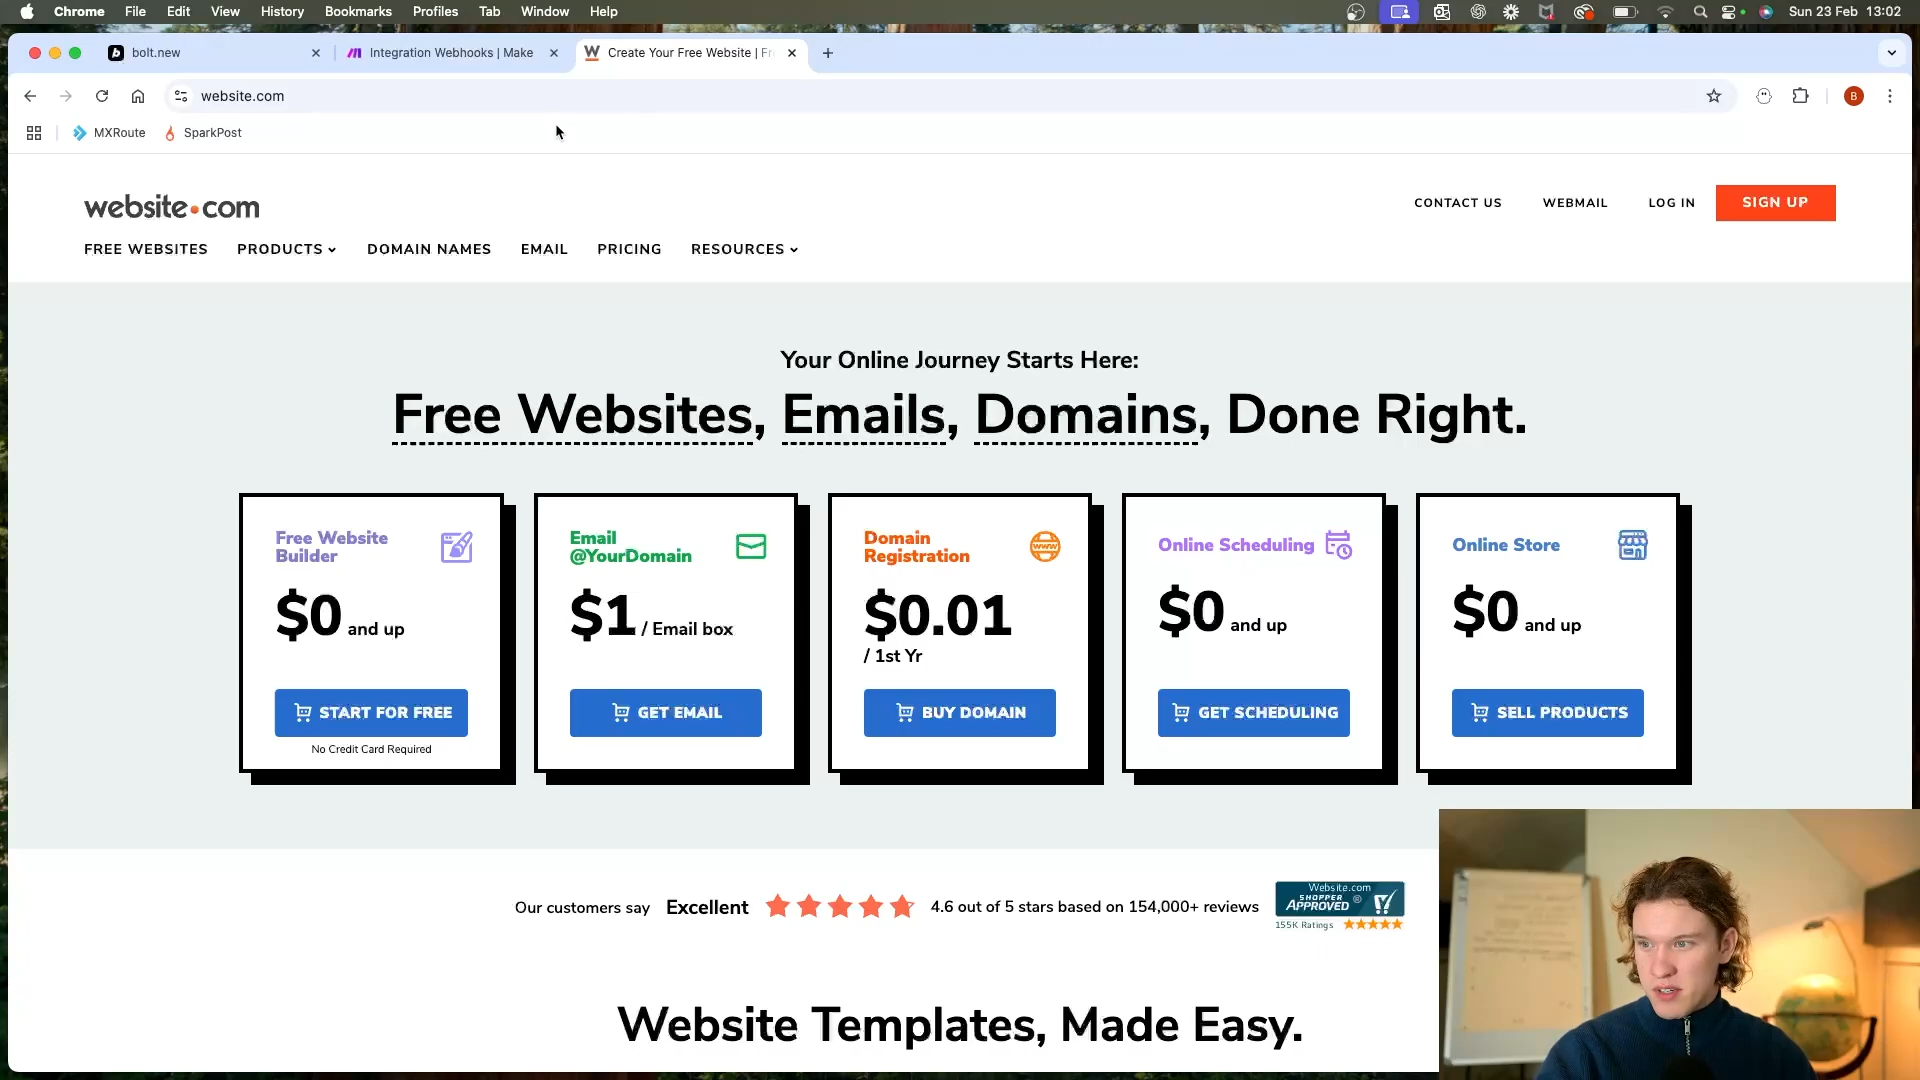 Chrome File Edit View History Bookmarks Profiles Tab Window Help Sun 23 Feb 13:02
bolt.new Integration Webhooks | Make Create Your Free Website | Fr
website.com B
MXRoute SparkPost
website.com
CONTACT US WEBMAIL LOG IN SIGN UP
FREE WEBSITES PRODUCTS DOMAIN NAMES EMAIL PRICING RESOURCES
Your Online Journey Starts Here:
Free Websites, Emails, Domains, Done Right.
Free Website
Builder
$0 and up
START FOR FREE
No Credit Card Required
Email
@YourDomain
$1 / Email box
GET EMAIL
Domain
Registration
www
$0.01
/ 1st Yr
BUY DOMAIN
Online Scheduling
$0 and up
GET SCHEDULING
Online Store
$0 and up
SELL PRODUCTS
Our customers say Excellent 4.6 out of 5 stars based on 154,000+ reviews
Website.com
SHOPPER
APPROVED ®
155K Ratings
Website Templates, Made Easy.